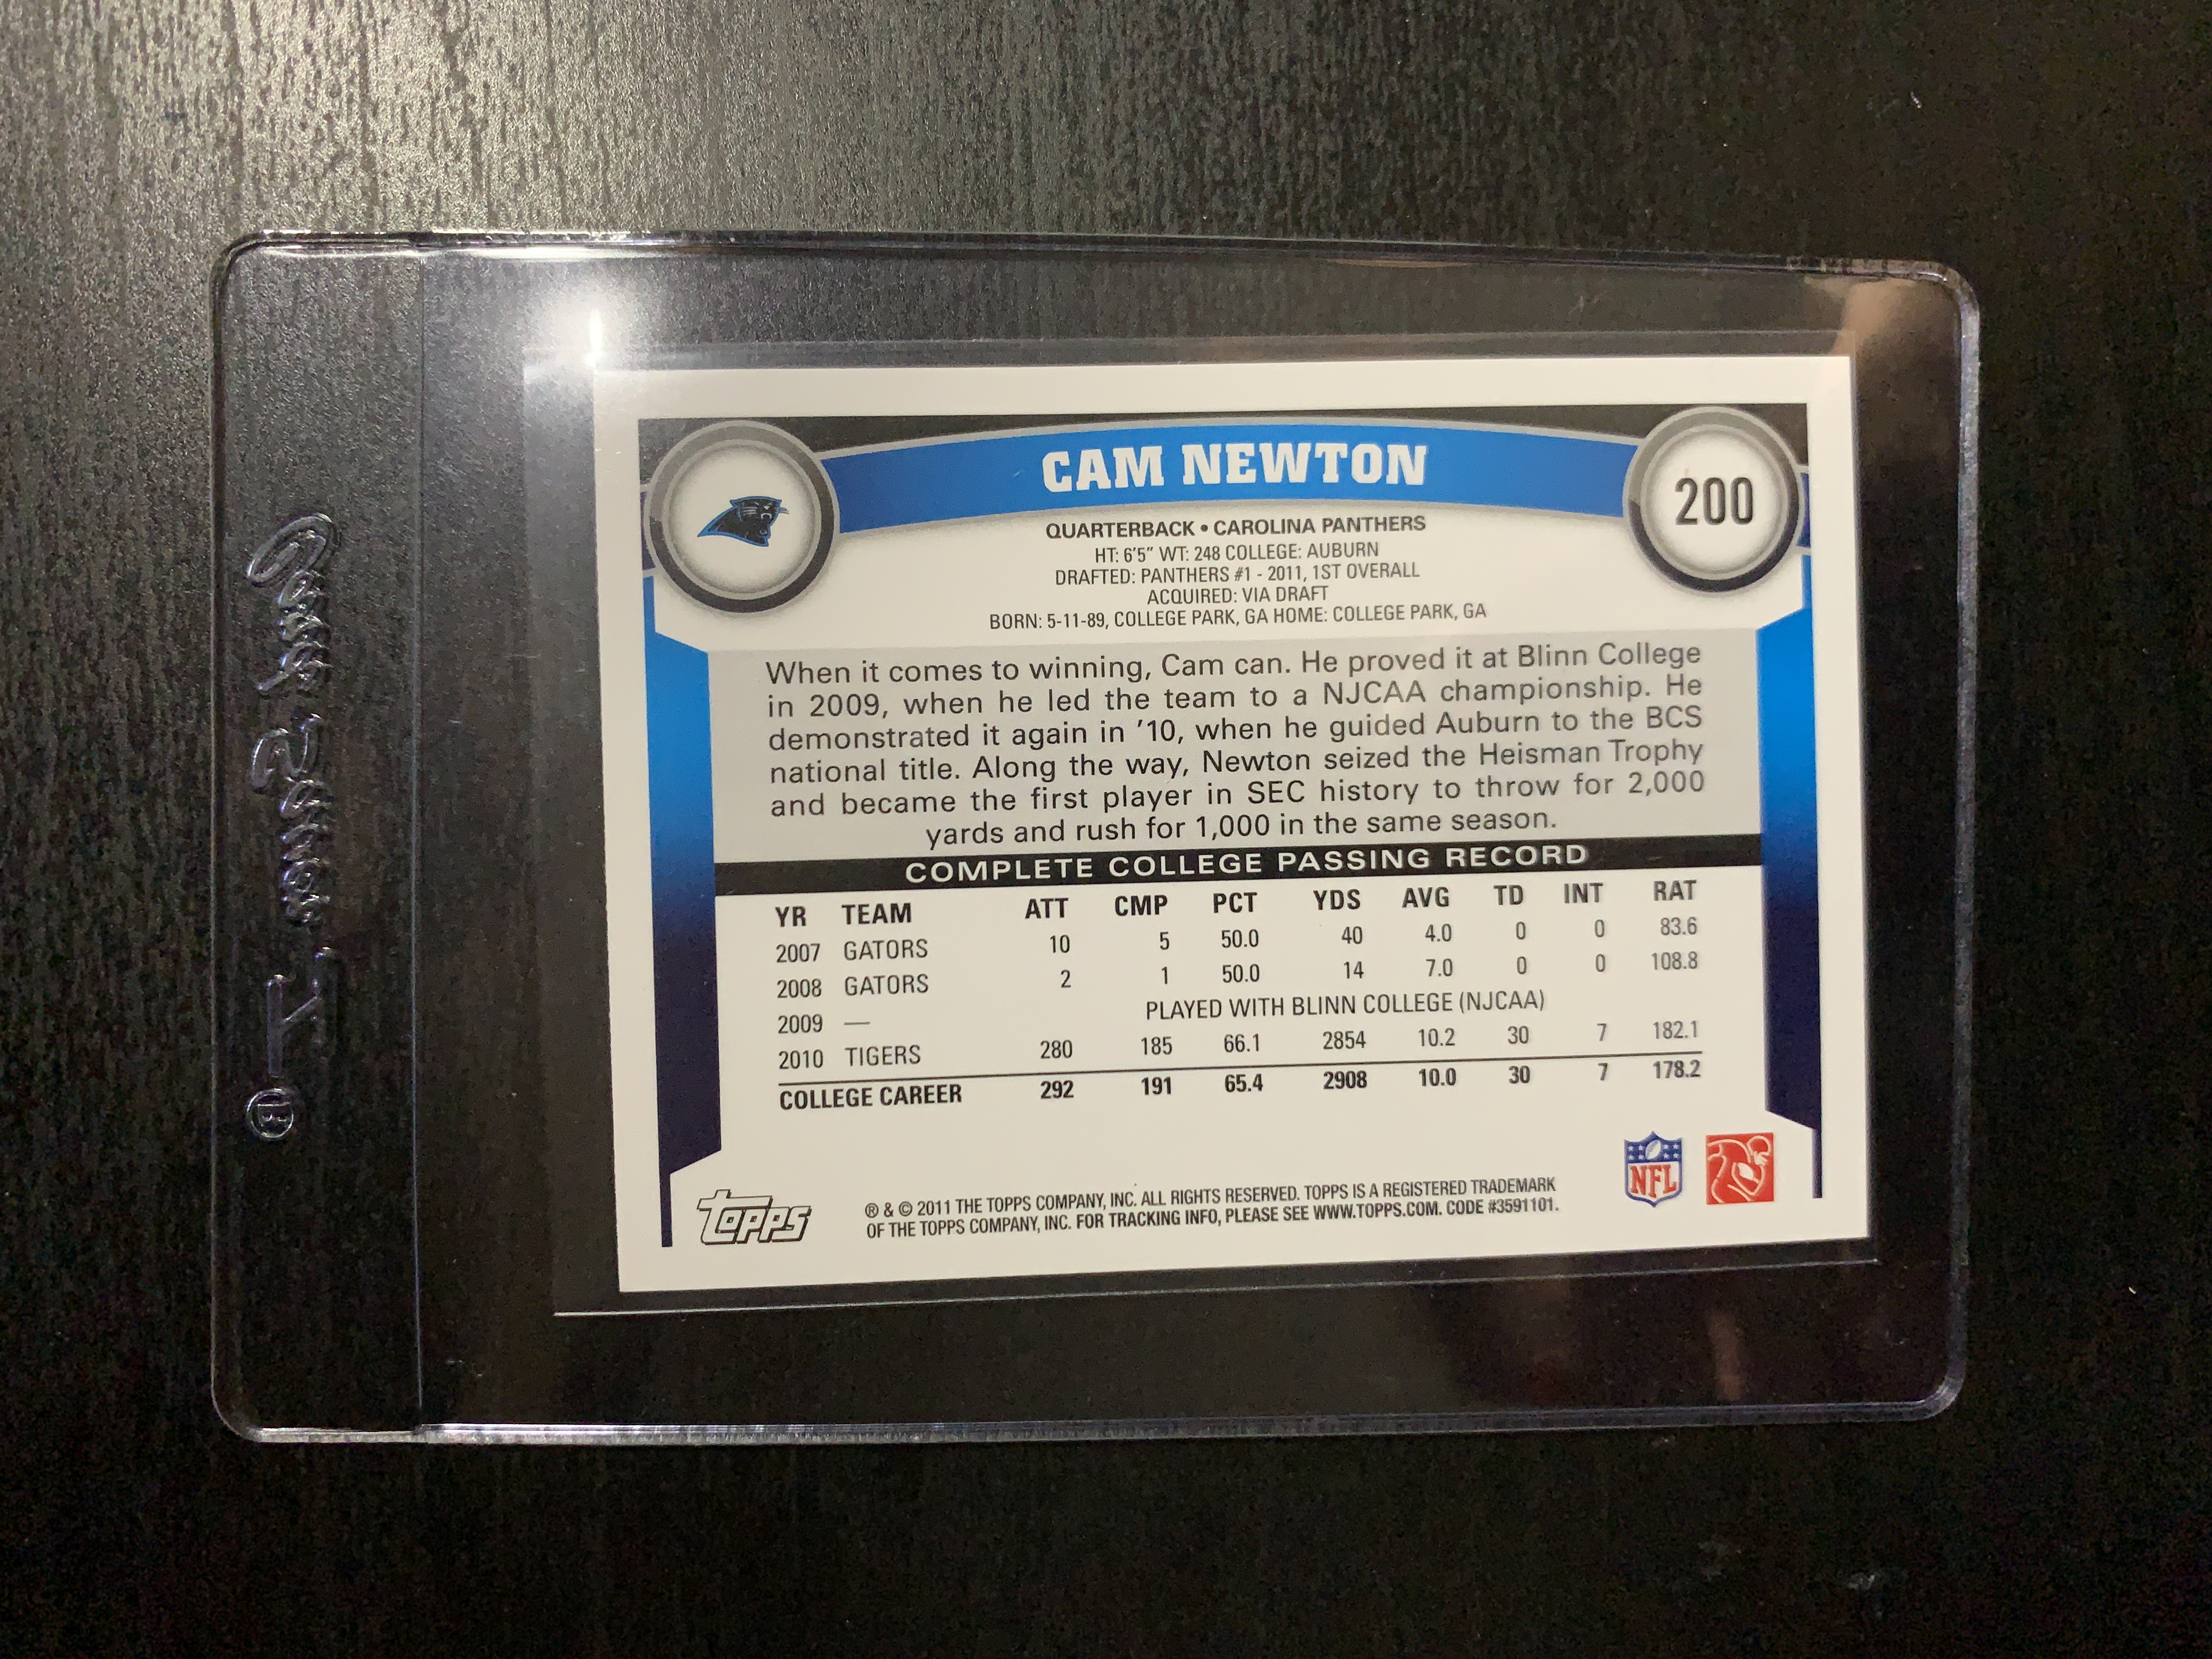 Card Saver 1
CAM NEWTON
200
QUARTERBACK • CAROLINA PANTHERS
HT: 6'5" WT: 248 COLLEGE: AUBURN
DRAFTED: PANTHERS #1 - 2011, 1ST OVERALL
ACQUIRED: VIA DRAFT
BORN: 5-11-89, COLLEGE PARK, GA HOME: COLLEGE PARK, GA
When it comes to winning, Cam can. He proved it at Blinn College
in 2009, when he led the team to a NJCAA championship. He
demonstrated it again in '10, when he guided Auburn to the BCS
national title. Along the way, Newton seized the Heisman Trophy
and became the first player in SEC history to throw for 2,000
yards and rush for 1,000 in the same season.
COMPLETE COLLEGE PASSING RECORD
YR TEAM ATT CMP PCT YDS AVG TD INT RAT
2007 GATORS 10 5 50.0 40 4.0 0 0 83.6
2008 GATORS 2 1 50.0 14 7.0 0 0 108.8
2009 — PLAYED WITH BLINN COLLEGE (NJCAA)
2010 TIGERS 280 185 66.1 2854 10.2 30 7 182.1
COLLEGE CAREER 292 191 65.4 2908 10.0 30 7 178.2
topps
® & © 2011 THE TOPPS COMPANY, INC. ALL RIGHTS RESERVED. TOPPS IS A REGISTERED TRADEMARK
OF THE TOPPS COMPANY, INC. FOR TRACKING INFO, PLEASE SEE WWW.TOPPS.COM. CODE #3591101.
NFL